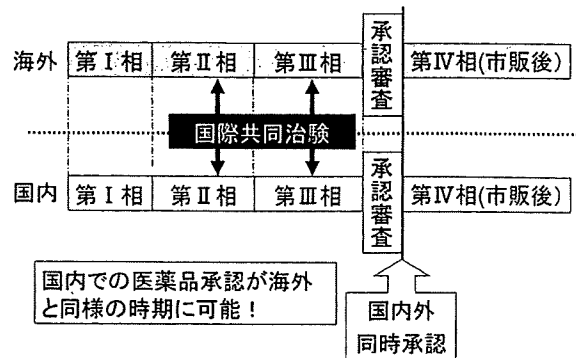 海外
第Ⅰ相
第Ⅱ相
第Ⅲ相
承認審査
第Ⅳ相(市販後)
国際共同治験
国内
第Ⅰ相
第Ⅱ相
第Ⅲ相
承認審査
第Ⅳ相(市販後)
国内での医薬品承認が海外
と同様の時期に可能！
国内外
同時承認